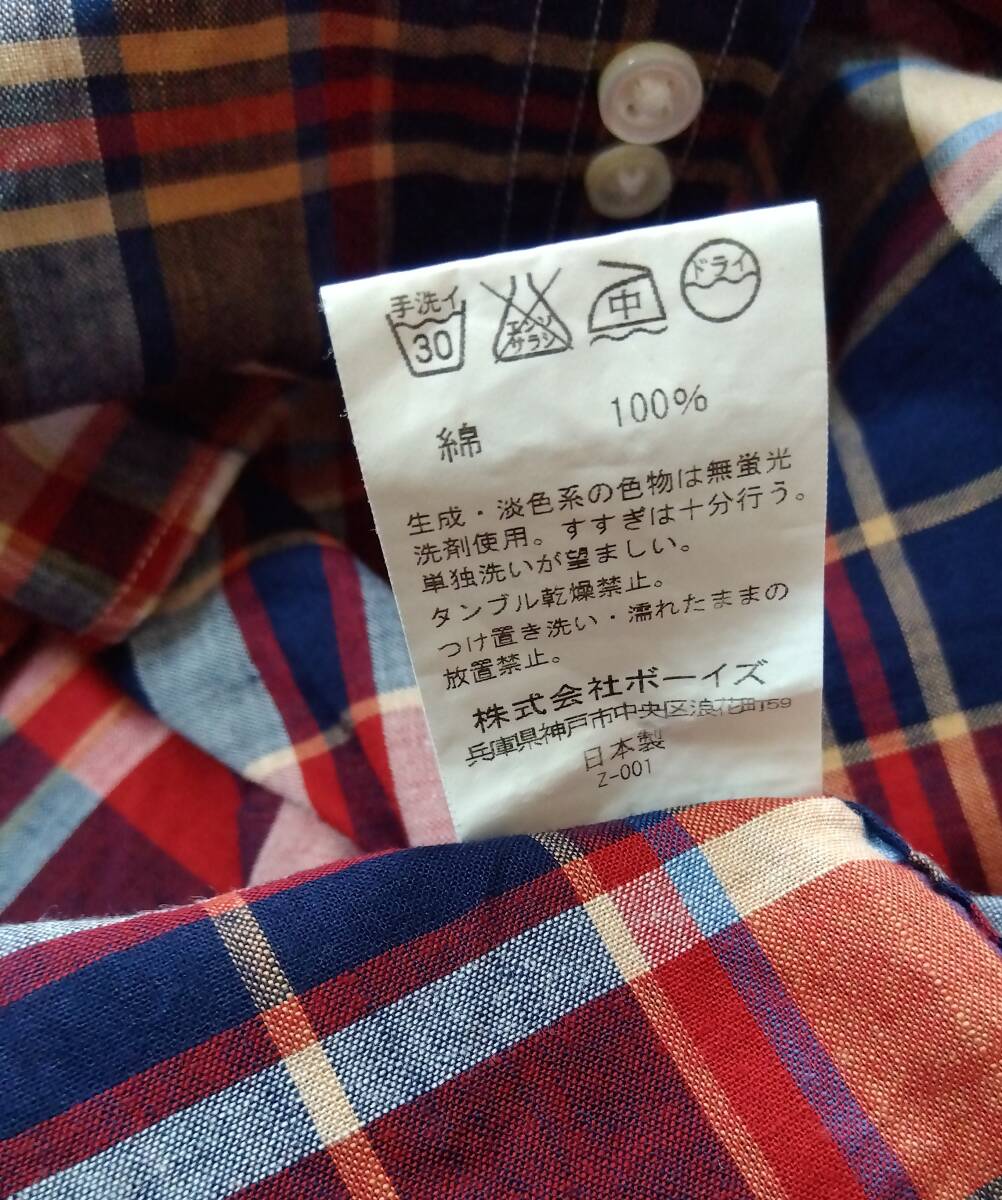 手洗イ 30 エンソサラシ 中 ドライ
綿 100%
生成・淡色系の色物は無蛍光
洗剤使用。すすぎは十分行う。
単独洗いが望ましい。
タンブル乾燥禁止。
つけ置き洗い・濡れたままの
放置禁止。
株式会社ボーイズ
兵庫県神戸市中央区浪花町59
日本製
Z-001